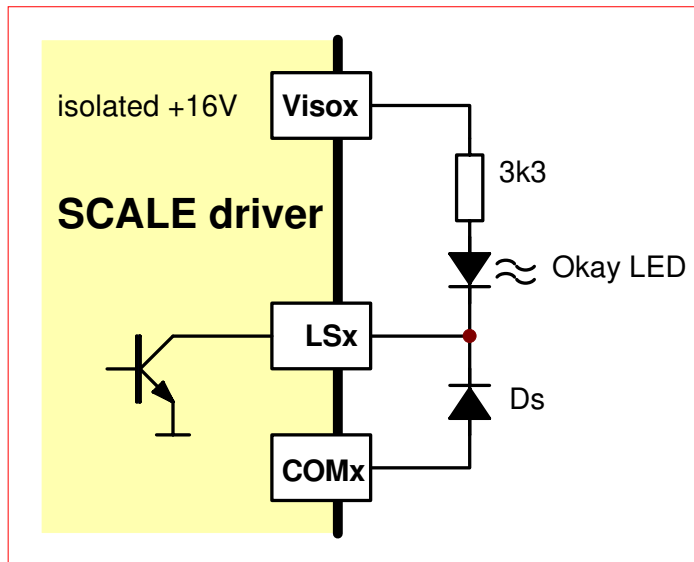 isolated +16V
Visox
3k3
SCALE driver
Okay LED
LSx
Ds
COMx